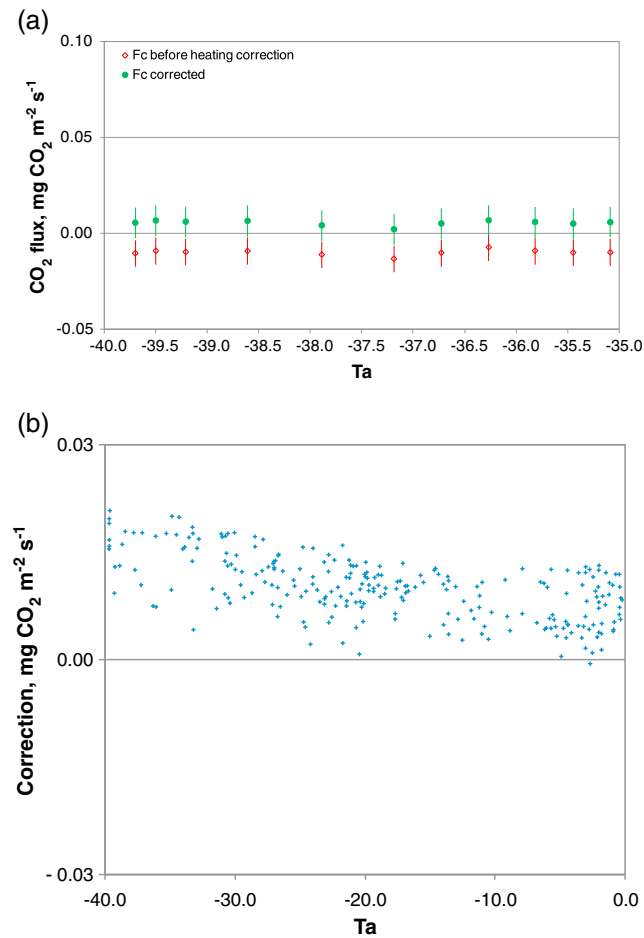 (a)
0.10
0.05
0.00
-0.05
CO2 flux, mg CO2 m-2 s-1
Fc before heating correction
Fc corrected
-40.0 -39.5 -39.0 -38.5 -38.0 -37.5 -37.0 -36.5 -36.0 -35.5 -35.0
Ta
(b)
0.03
0.00
- 0.03
Correction, mg CO2 m-2 s-1
-40.0 -30.0 -20.0 -10.0 0.0
Ta